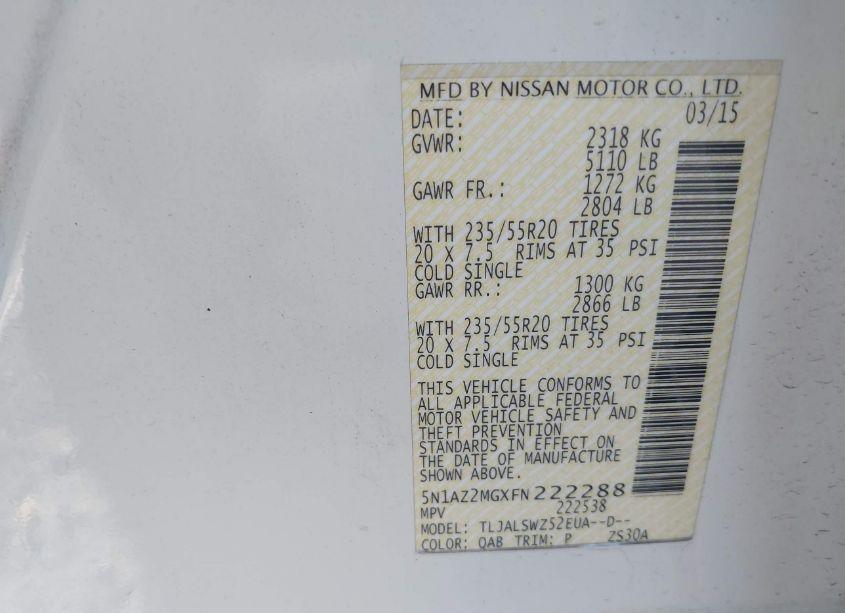 MFD BY NISSAN MOTOR CO., LTD.
DATE: 03/15
GVWR: 2318 KG
5110 LB
GAWR FR.: 1272 KG
2804 LB
WITH 235/55R20 TIRES
20 X 7.5 RIMS AT 35 PSI
COLD SINGLE
GAWR RR.: 1300 KG
2866 LB
WITH 235/55R20 TIRES
20 X 7.5 RIMS AT 35 PSI
COLD SINGLE
THIS VEHICLE CONFORMS TO
ALL APPLICABLE FEDERAL
MOTOR VEHICLE SAFETY AND
THEFT PREVENTION
STANDARDS IN EFFECT ON
THE DATE OF MANUFACTURE
SHOWN ABOVE.
5N1AZ2MGXFN222288
MPV 222538
MODEL: TLJALSWZ52EUA--D--
COLOR: QAB TRIM: P ZS30A